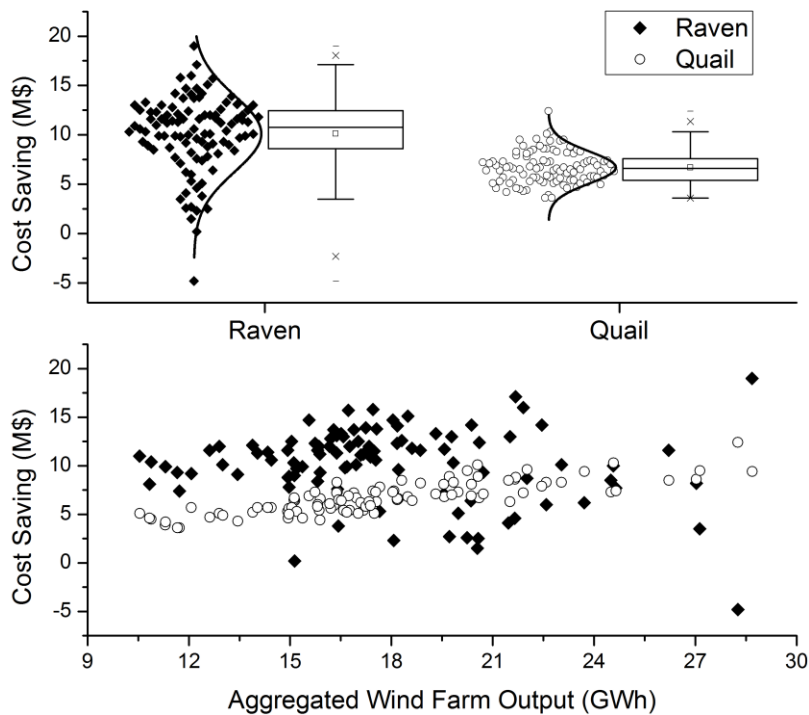 Raven
Quail
Cost Saving (M$)
20
15
10
5
0
-5
Raven Quail
Cost Saving (M$)
20
15
10
5
0
-5
9 12 15 18 21 24 27 30
Aggregated Wind Farm Output (GWh)